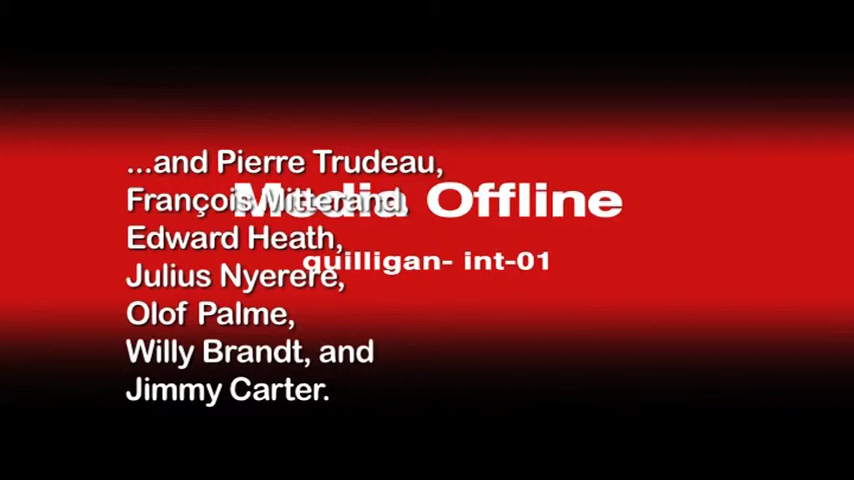 ...and Pierre Trudeau,
François Mitterand,
Media Offline
Edward Heath,
quilligan- int-01
Julius Nyerere,
Olof Palme,
Willy Brandt, and
Jimmy Carter.